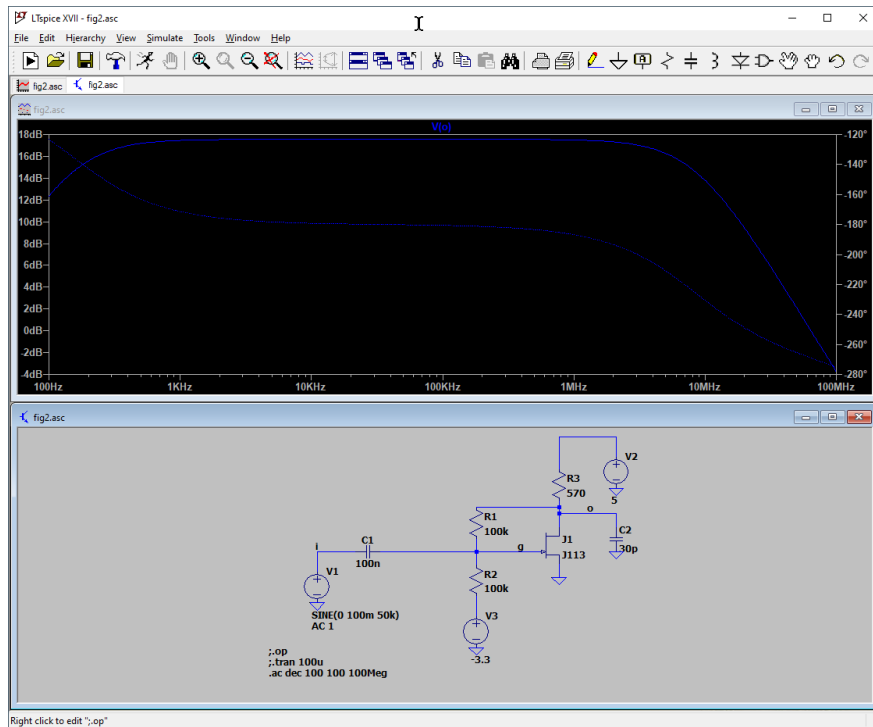 LTspice XVII - fig2.asc
File Edit Hierarchy View Simulate Tools Window Help
fig2.asc fig2.asc
fig2.asc
V(o)
18dB -120°
16dB -140°
14dB
12dB -160°
10dB -180°
8dB -200°
6dB
4dB -220°
2dB -240°
0dB
-2dB -260°
-4dB -280°
100Hz 1KHz 10KHz 100KHz 1MHz 10MHz 100MHz
fig2.asc
V2
5
R3
570
o
R1
100k
C1
100n
i
g
J1
J113
C2
30p
V1
R2
100k
SINE(0 100m 50k)
AC 1
V3
-3.3
;.op
;.tran 100u
.ac dec 100 100 100Meg
Right click to edit ";.op"